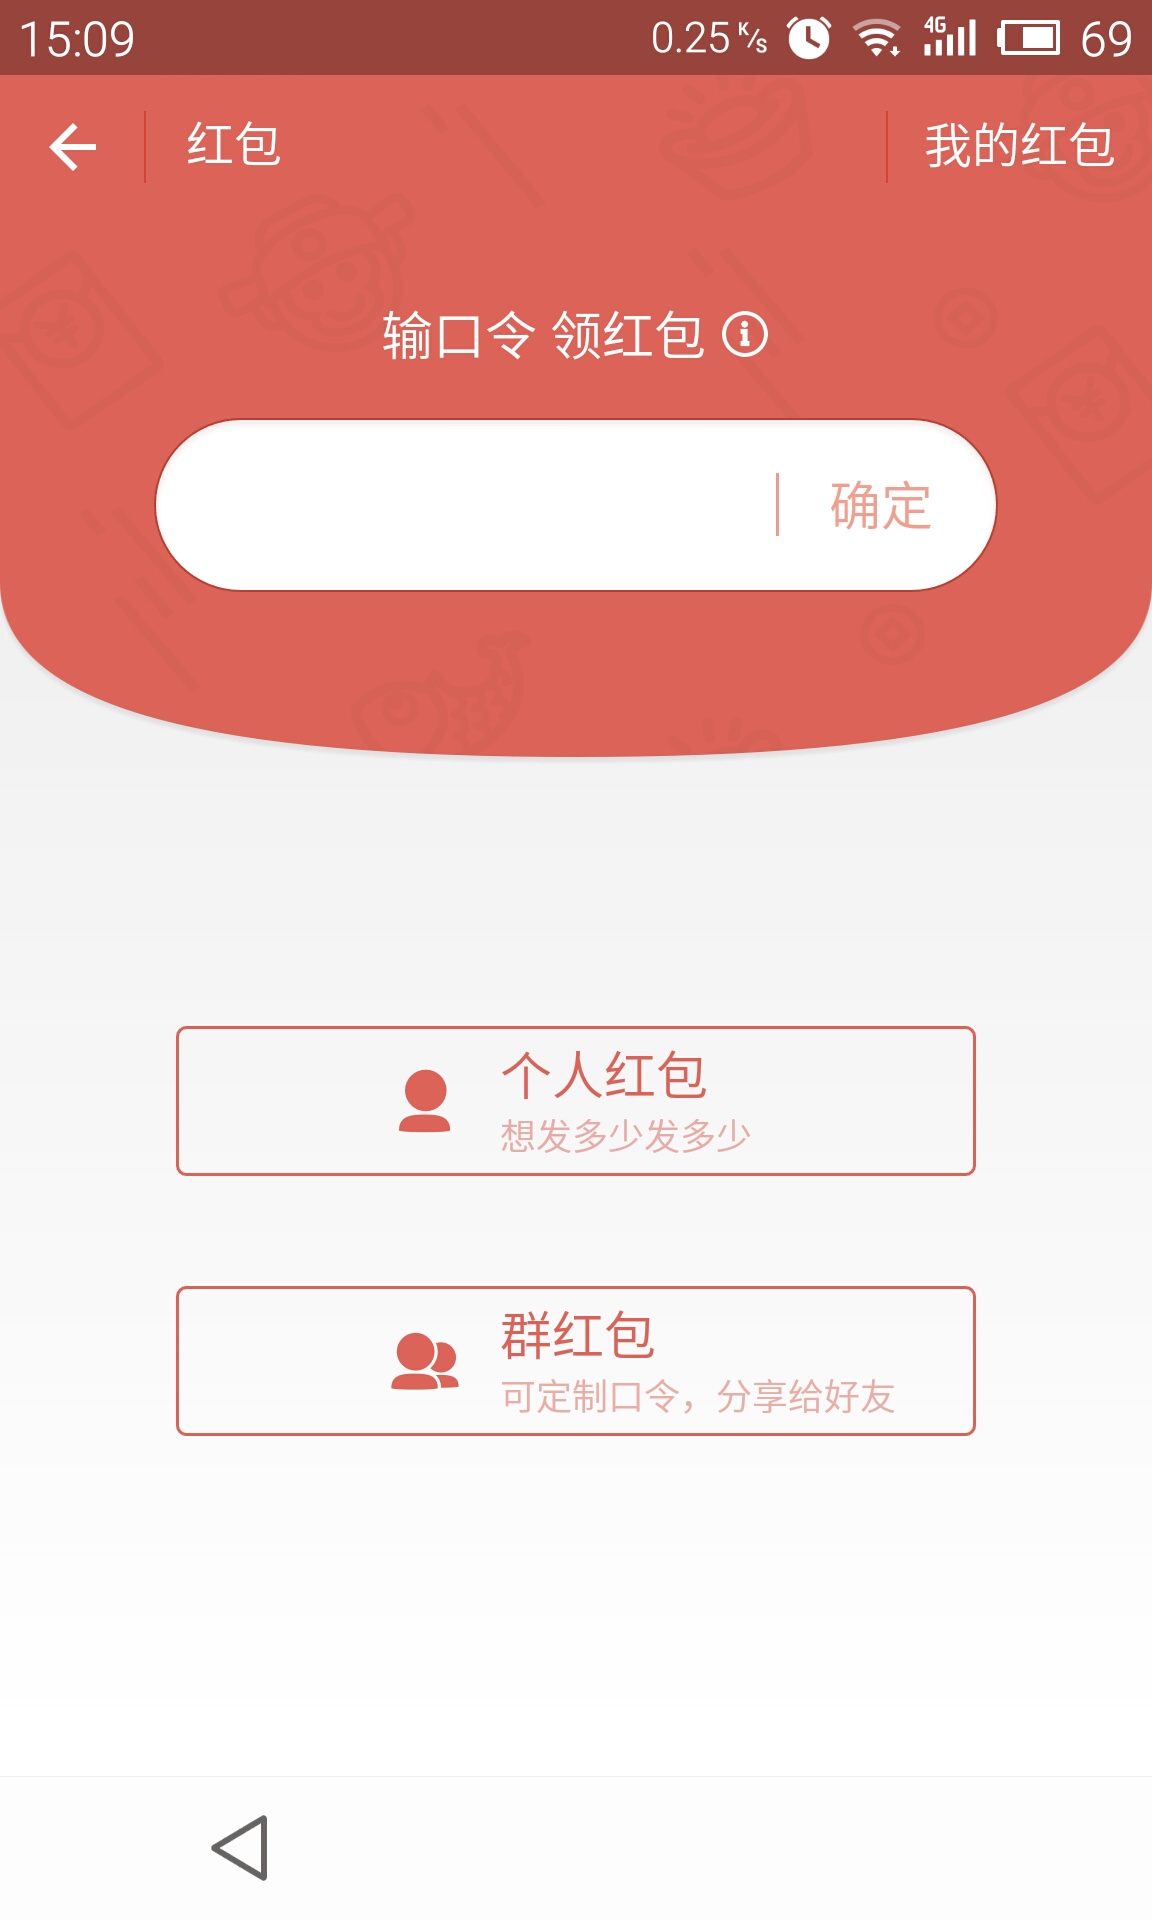 15:09
0.25 K/s
4G
69
红包
我的红包
输口令 领红包
确定
个人红包
想发多少发多少
群红包
可定制口令，分享给好友